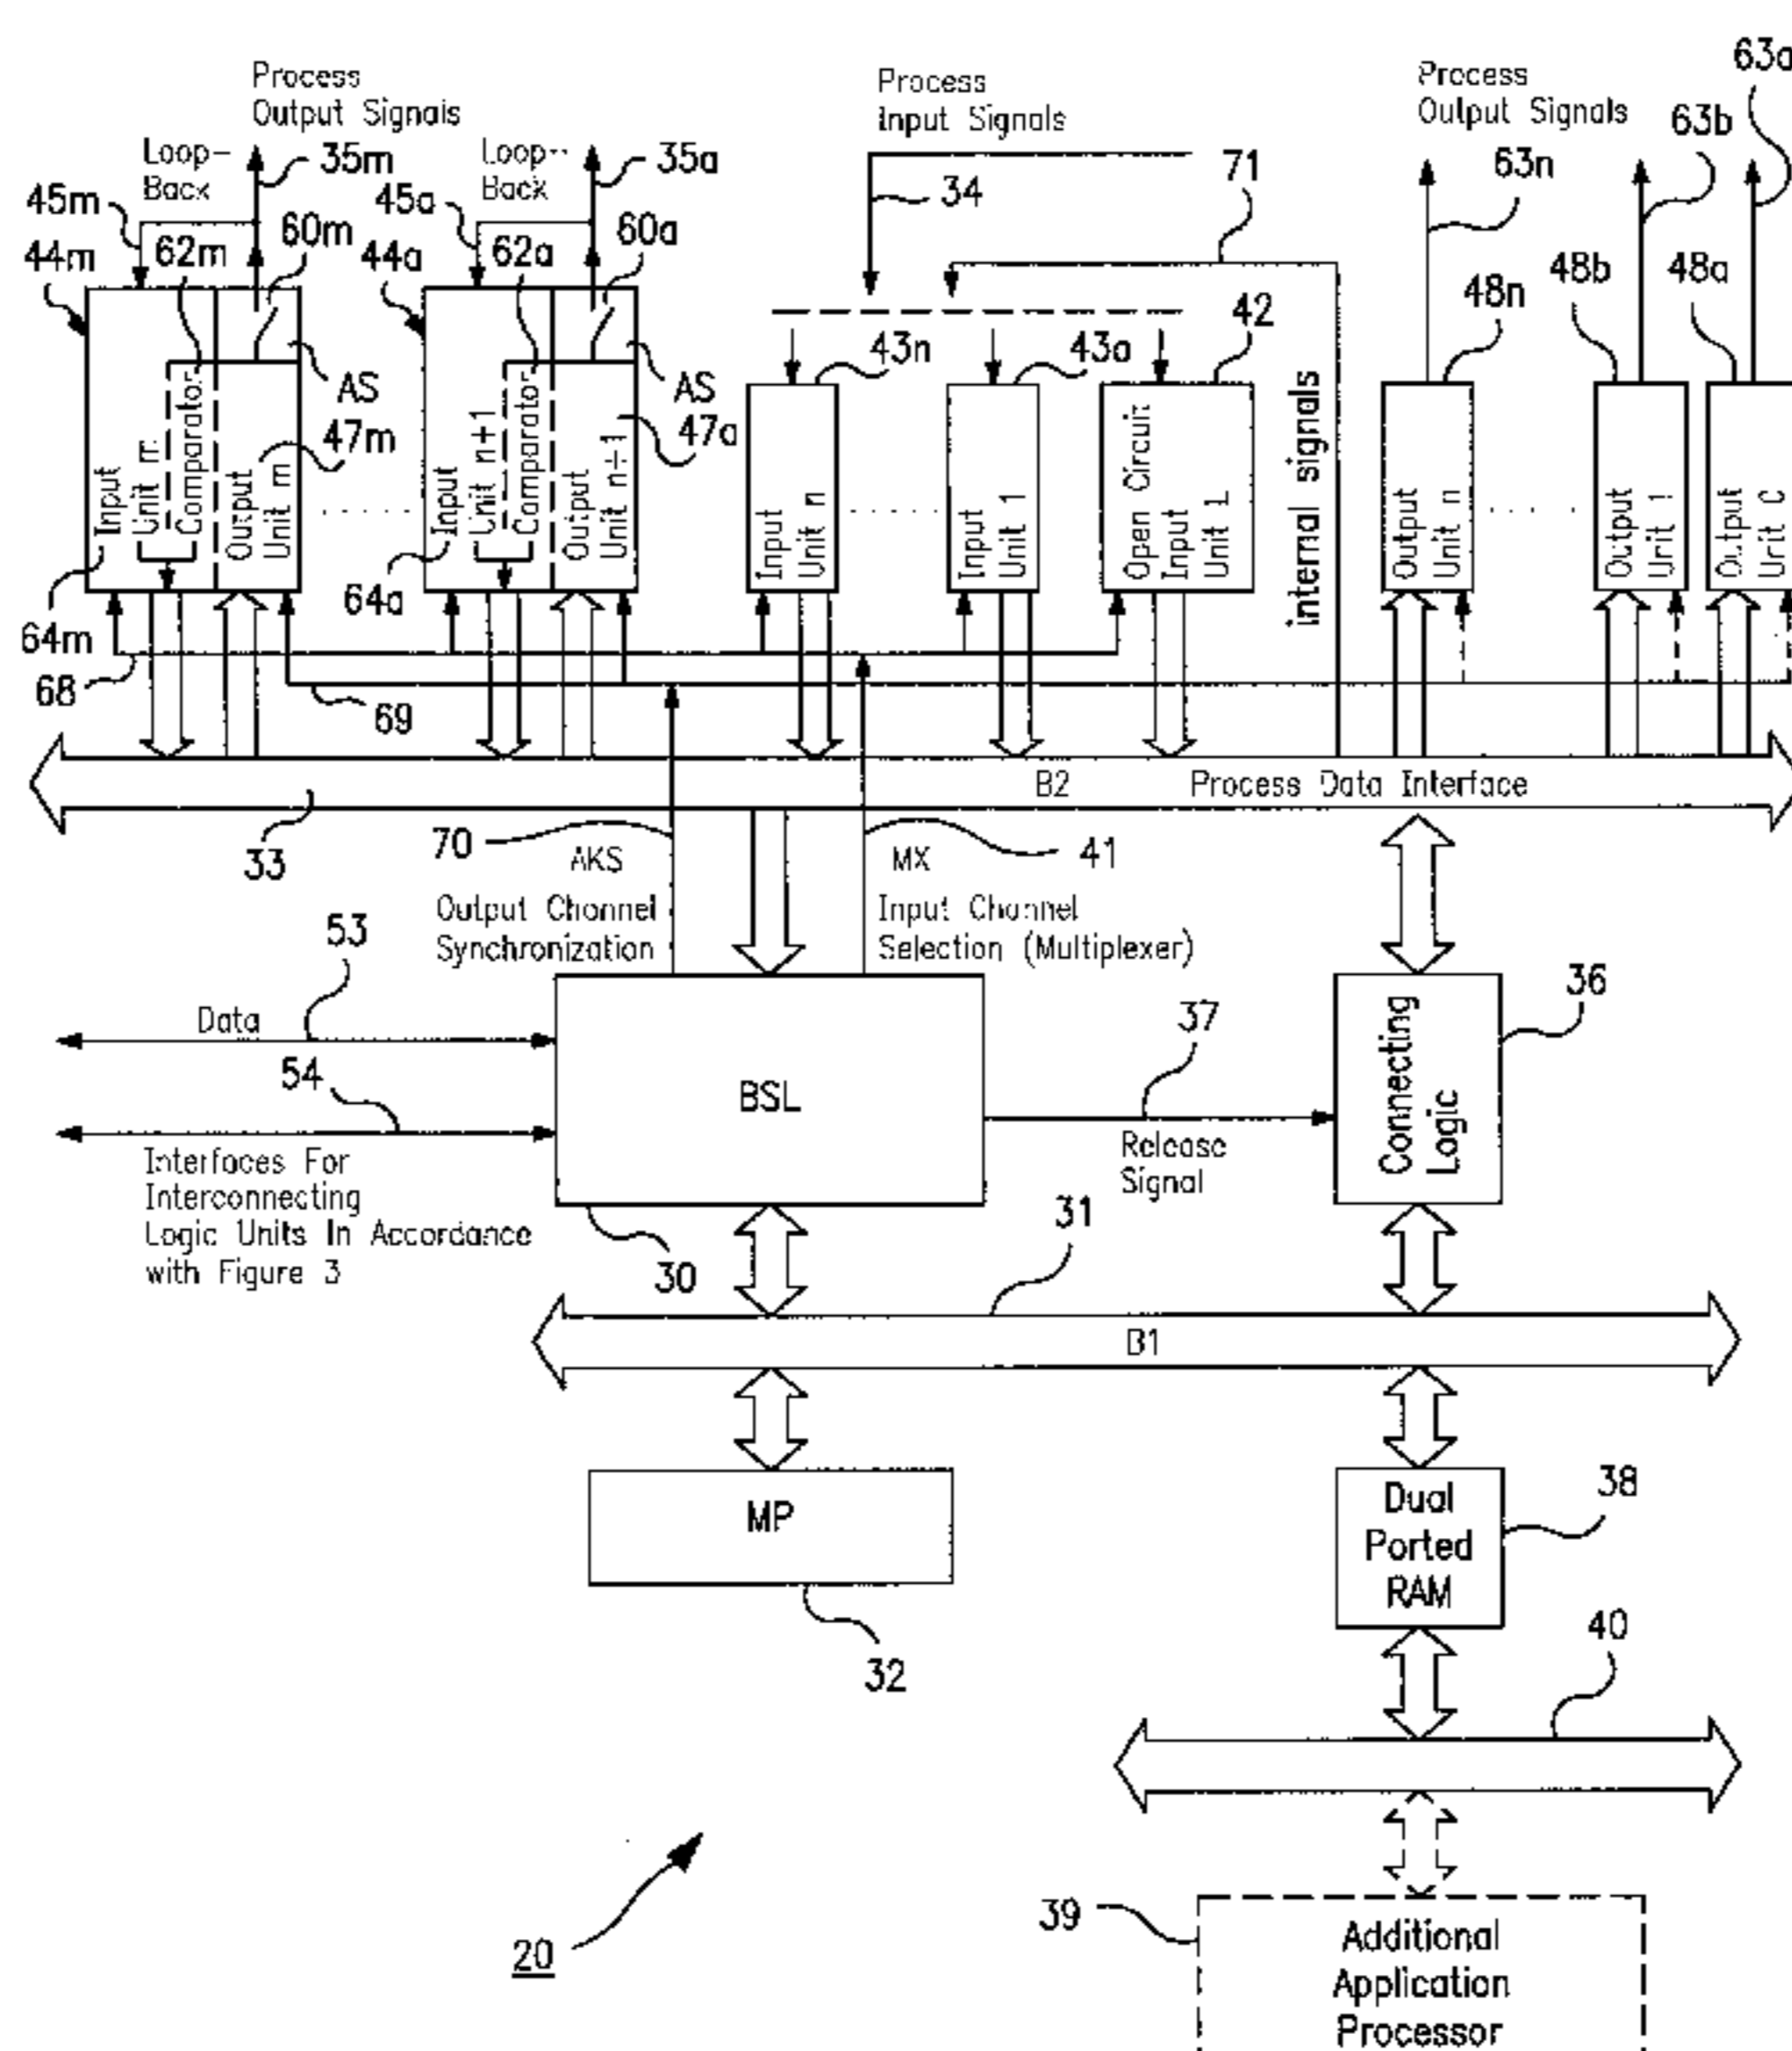 Process
Output Signals
Process
Input Signals
Process
Output Signals
63a
63b
63n
Loop-
Back
35m
Loop-
Back
35a
34
71
45m
45a
44m
62m
60m
44a
62a
60a
43n
43a
42
48n
48b
48a
AS
47m
AS
47a
Input
Unit m
Comparator
Output
Unit m
Input
Unit n+1
Comparator
Output
Unit n+1
Input
Unit n
Input
Unit 1
Open Circuit
Input
Unit 1
internal signals
Output
Unit n
Output
Unit 1
Output
Unit 0
64m
64a
68
69
B2
Process Data Interface
33
70
AKS
MX
41
Output Channel
Synchronization
Input Channel
Selection (Multiplexer)
53
Data
54
BSL
37
Release
Signal
Connecting
Logic
36
Interfaces For
Interconnecting
Logic Units In Accordance
with Figure 3
30
31
B1
MP
32
Dual
Ported
RAM
38
40
20
39
Additional
Application
Processor